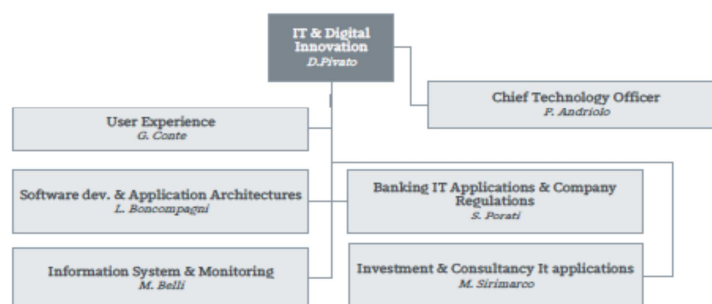 IT & Digital
Innovation
D.Pivato
Chief Technology Officer
F. Andriolo
User Experience
G. Conte
Software dev. & Application Architectures
L. Boncompagni
Banking IT Applications & Company
Regulations
S. Porati
Information System & Monitoring
M. Belli
Investment & Consultancy It applications
M. Sirimarco